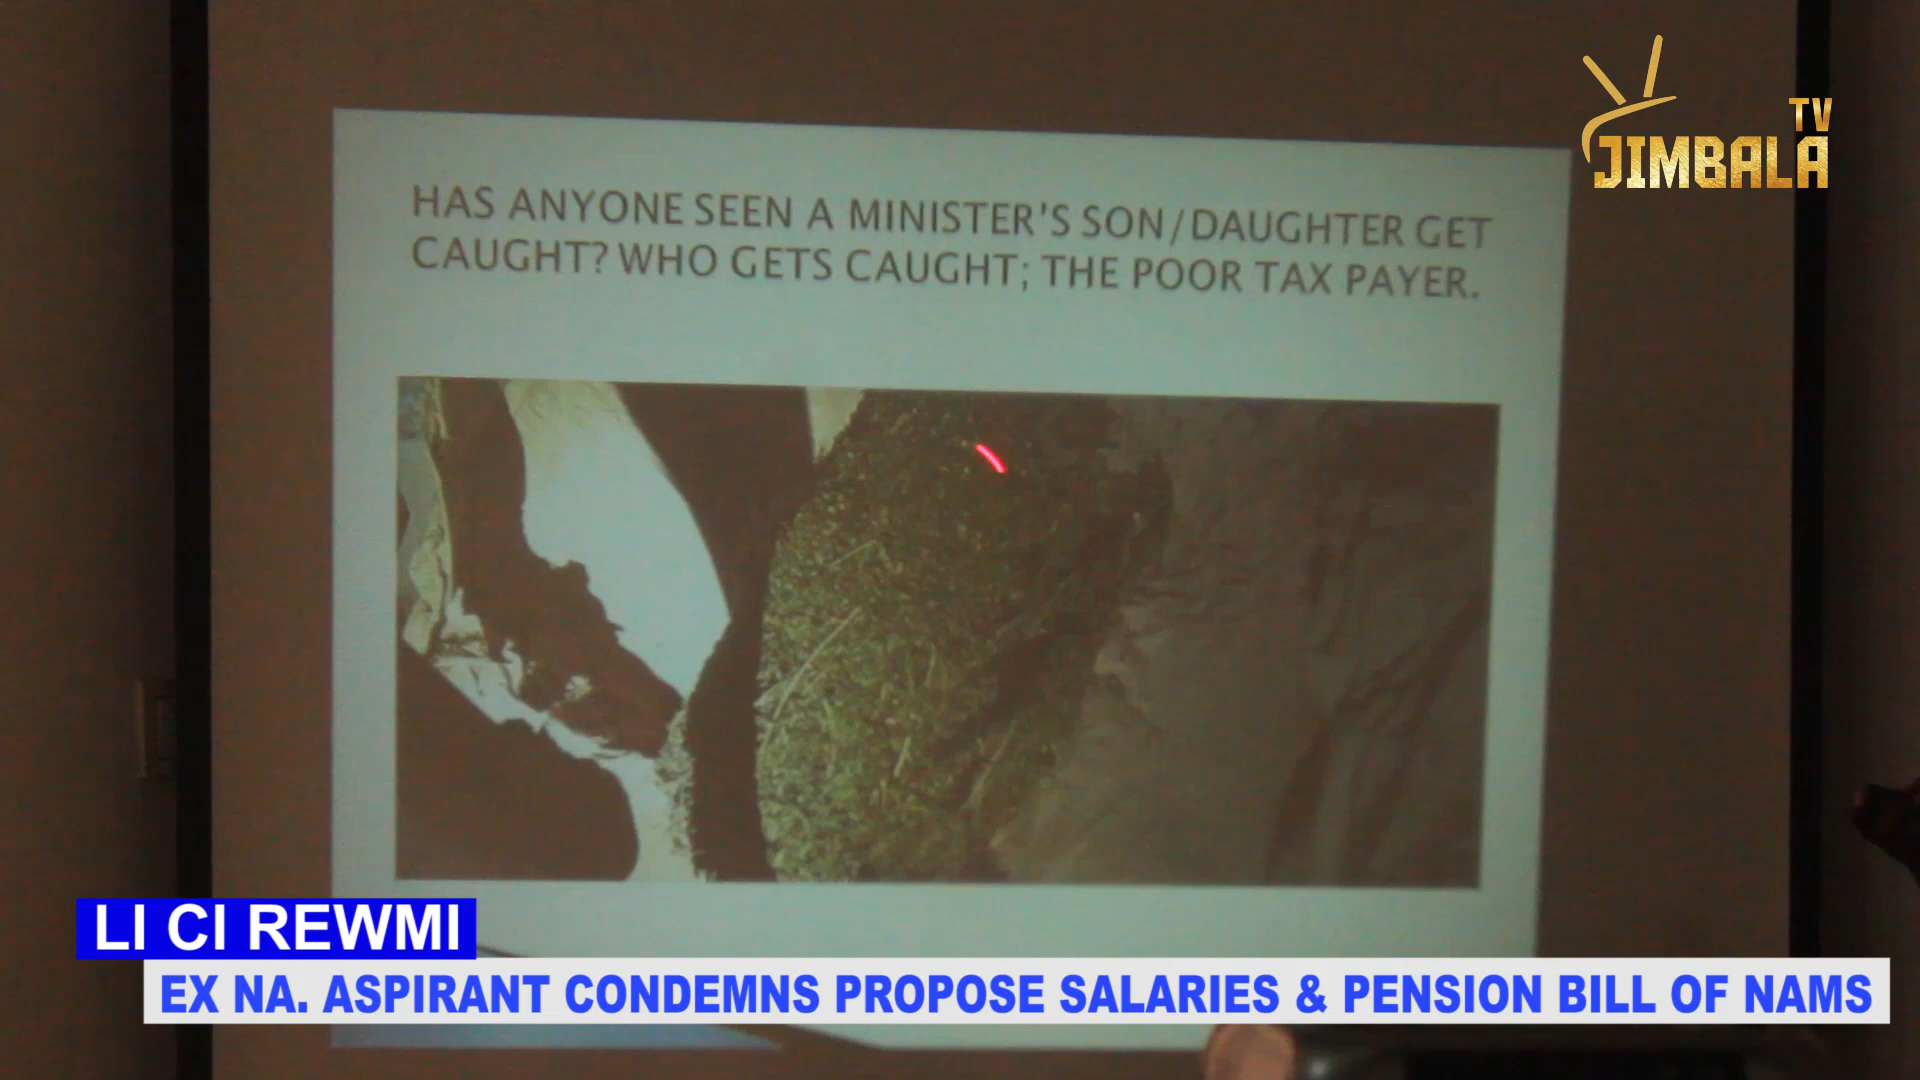 TV
JIMBALA
HAS ANYONE SEEN A MINISTER'S SON/DAUGHTER GET
CAUGHT? WHO GETS CAUGHT; THE POOR TAX PAYER.
LI CI REWMI
EX NA. ASPIRANT CONDEMNS PROPOSE SALARIES & PENSION BILL OF NAMS